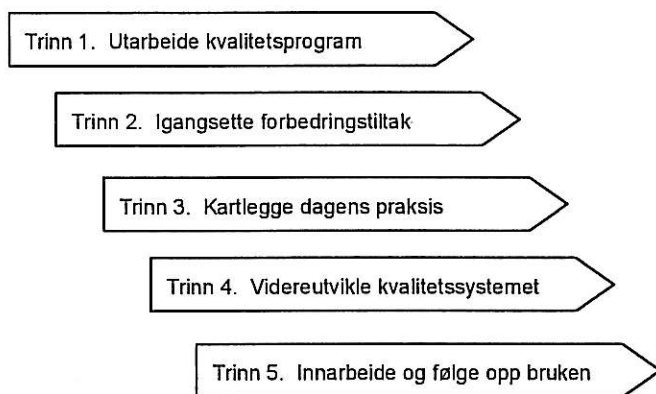 Trinn 1. Utarbeide kvalitetsprogram
Trinn 2. Igangsette forbedringstiltak
Trinn 3. Kartlegge dagens praksis
Trinn 4. Videreutvikle kvalitetssystemet
Trinn 5. Innarbeide og følge opp bruken